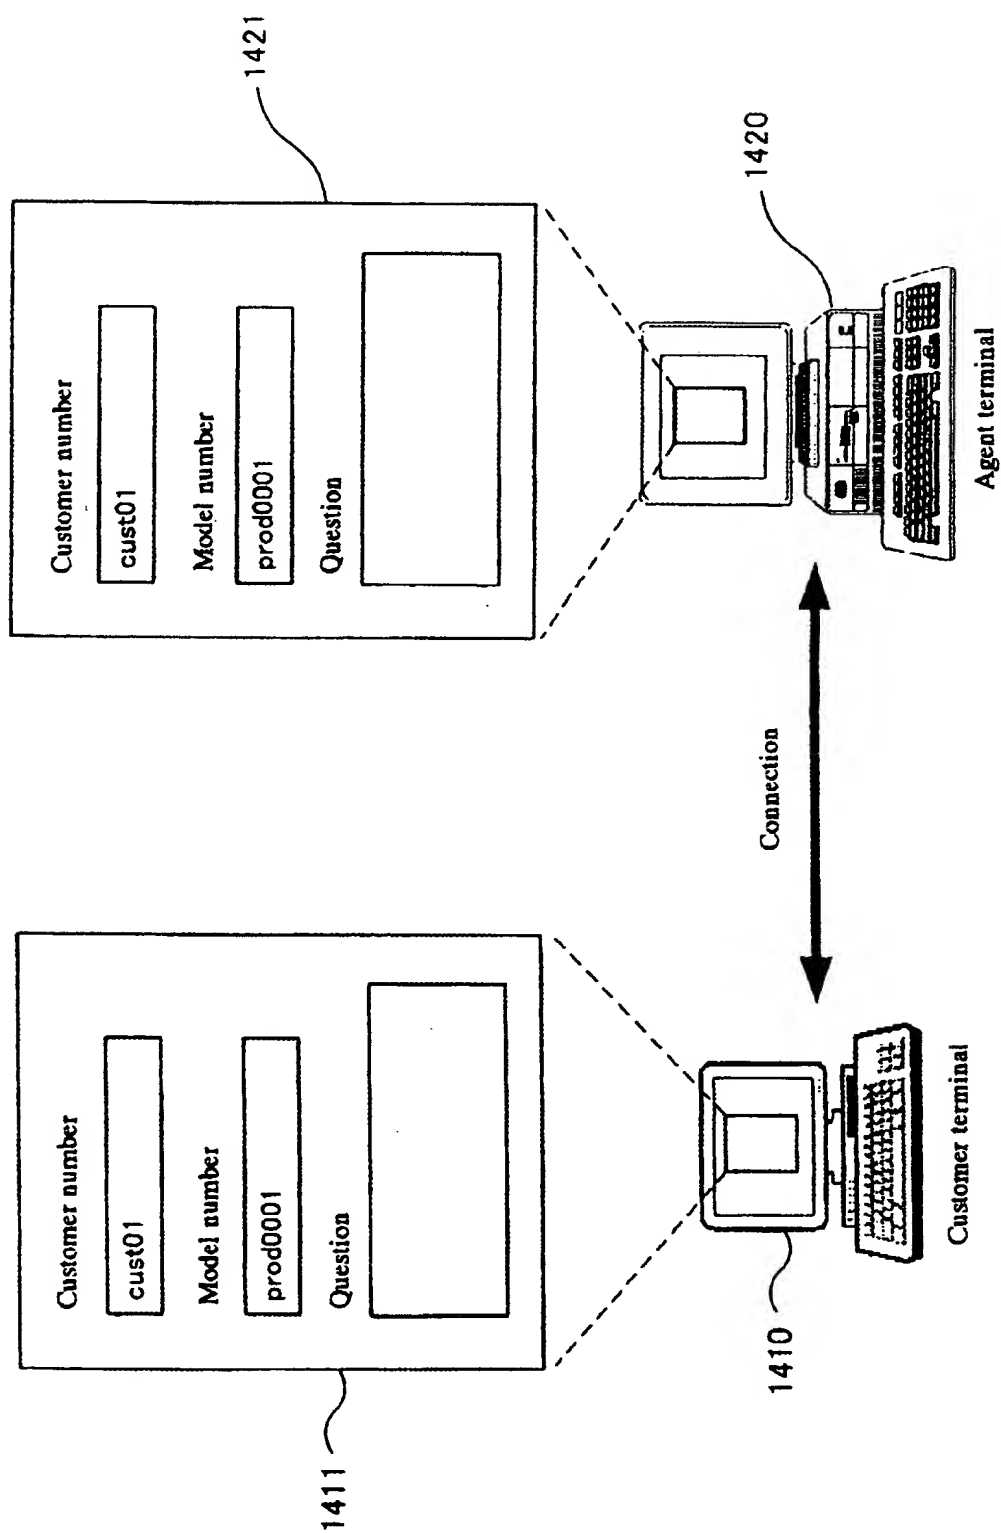 1411
Customer number
cust01
Model number
prod0001
Question
1421
Customer number
cust01
Model number
prod0001
Question
1410
Customer terminal
Connection
1420
Agent terminal